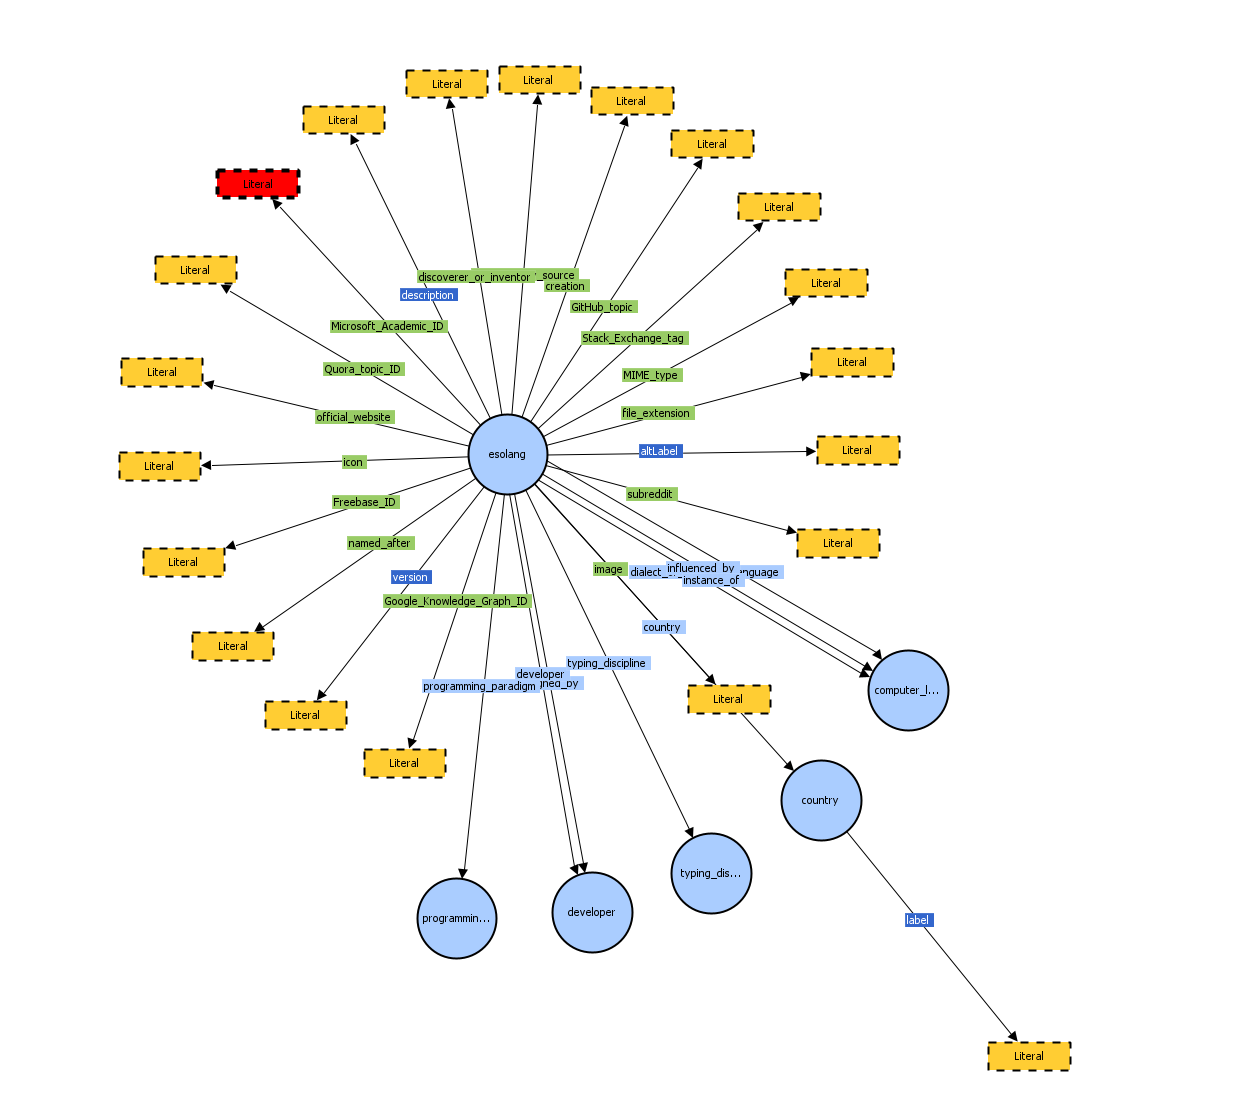 Literal
Literal
Literal
Literal
Literal
Literal
Literal
Literal
Literal
Literal
discoverer_or_inventor
_source
creation
description
GitHub_topic
Microsoft_Academic_ID
Stack_Exchange_tag
Literal
Quora_topic_ID
MIME_type
Literal
official_website
file_extension
esolang
altLabel
Literal
Literal
icon
subreddit
Freebase_ID
Literal
named_after
Literal
image
dialect_
influenced_by
nguage
instance_of
version
Google_Knowledge_Graph_ID
country
Literal
typing_discipline
developer
programming_paradigm
ned_by
computer_l...
Literal
Literal
Literal
country
typing_dis...
programmin...
developer
label
Literal